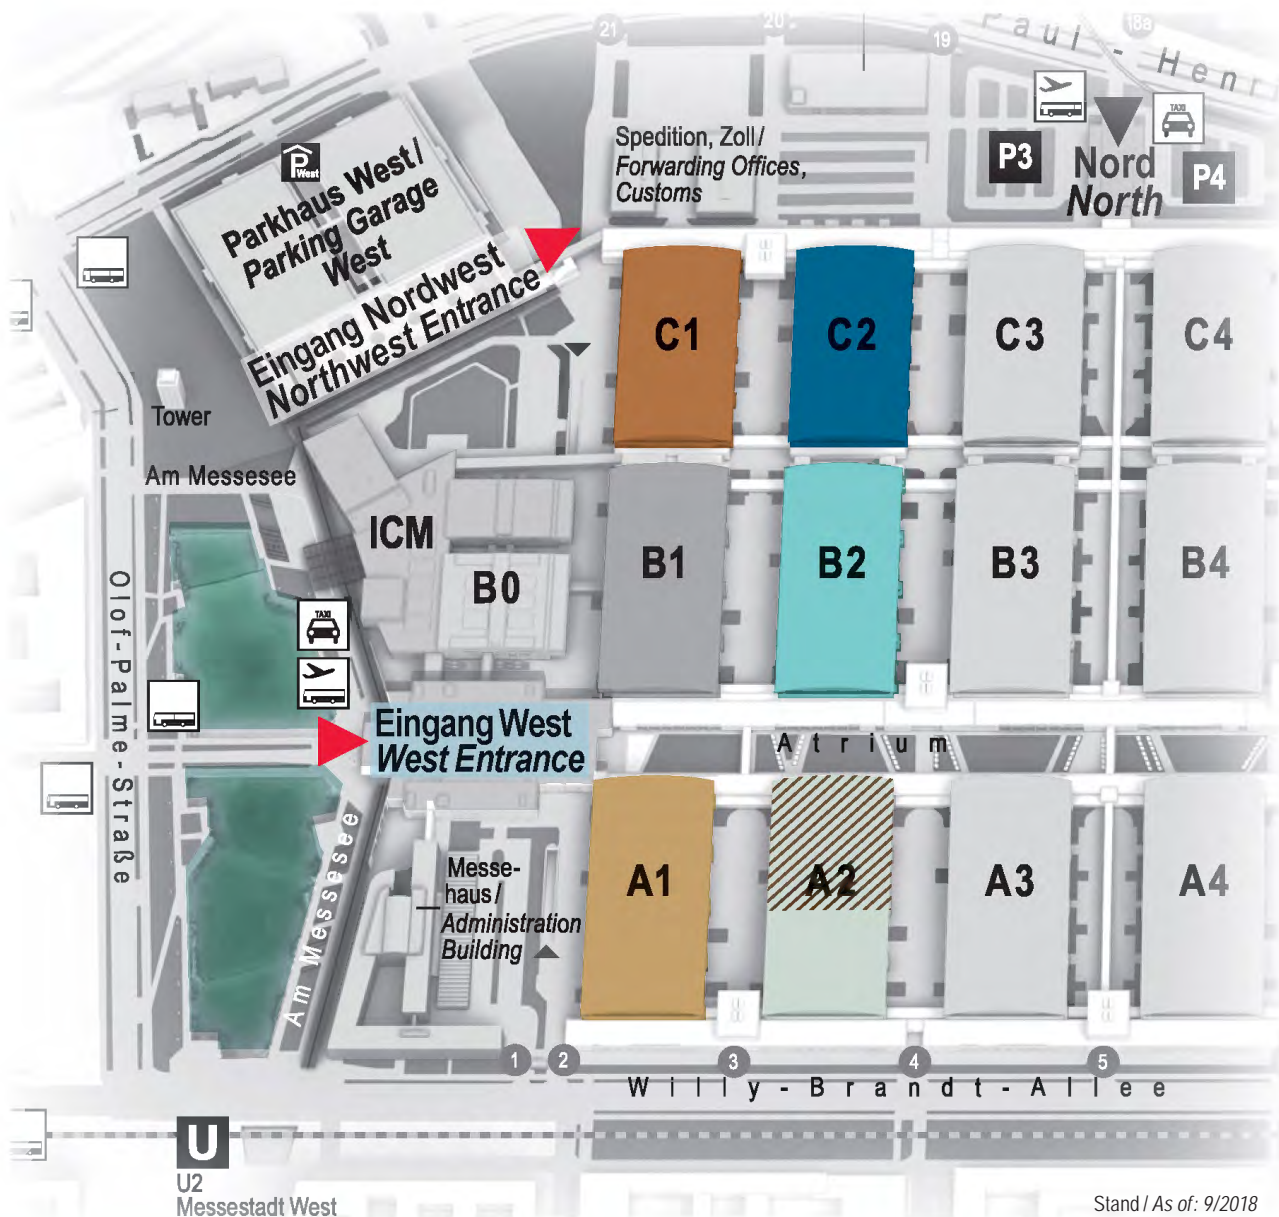 21
20
19
18a
Paul-Henr
Spedition, Zoll/
Forwarding Offices,
Customs
P3
TAXI
Nord
North
P4
P
West
Parkhaus West/
Parking Garage
West
Eingang Nordwest
Northwest Entrance
C1
C2
C3
C4
Tower
Am Messesee
ICM
B0
B1
B2
B3
B4
Olof-Palme-Straße
TAXI
Eingang West
West Entrance
Atrium
Am Messesee
A1
A2
A3
A4
Messe-
haus/
Administration
Building
1
2
3
4
5
Willy-Brandt-Allee
U
U2
Messestadt West
Stand / As of: 9/2018